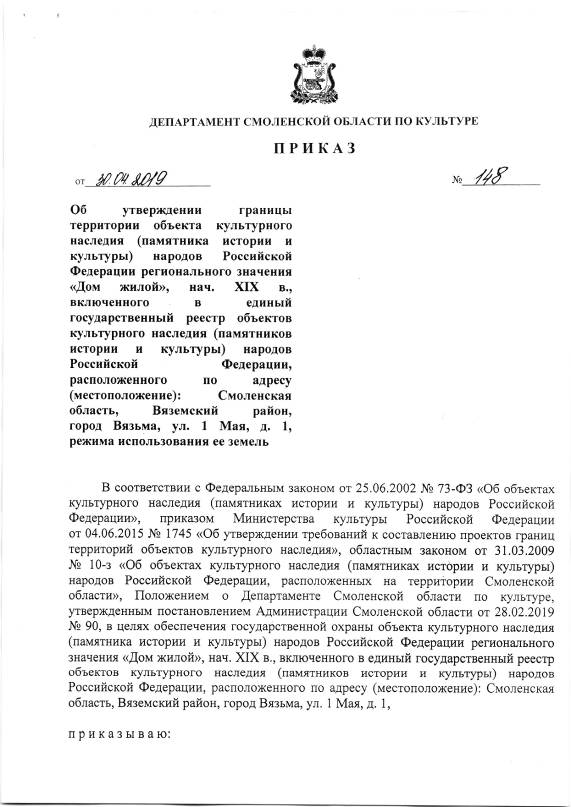 ДЕПАРТАМЕНТ СМОЛЕНСКОЙ ОБЛАСТИ ПО КУЛЬТУРЕ
П Р И К А З
от 30.04.2019 № 148
Об утверждении границы
территории объекта культурного
наследия (памятника истории и
культуры) народов Российской
Федерации регионального значения
«Дом жилой», нач. XIX в.,
включенного в единый
государственный реестр объектов
культурного наследия (памятников
истории и культуры) народов
Российской Федерации,
расположенного по адресу
(местоположение): Смоленская
область, Вяземский район,
город Вязьма, ул. 1 Мая, д. 1,
режима использования ее земель
В соответствии с Федеральным законом от 25.06.2002 № 73-ФЗ «Об объектах
культурного наследия (памятниках истории и культуры) народов Российской
Федерации», приказом Министерства культуры Российской Федерации
от 04.06.2015 № 1745 «Об утверждении требований к составлению проектов границ
территорий объектов культурного наследия», областным законом от 31.03.2009
№ 10-з «Об объектах культурного наследия (памятниках истории и культуры)
народов Российской Федерации, расположенных на территории Смоленской
области», Положением о Департаменте Смоленской области по культуре,
утвержденным постановлением Администрации Смоленской области от 28.02.2019
№ 90, в целях обеспечения государственной охраны объекта культурного наследия
(памятника истории и культуры) народов Российской Федерации регионального
значения «Дом жилой», нач. XIX в., включенного в единый государственный реестр
объектов культурного наследия (памятников истории и культуры) народов
Российской Федерации, расположенного по адресу (местоположение): Смоленская
область, Вяземский район, город Вязьма, ул. 1 Мая, д. 1,
п р и к а з ы в а ю: